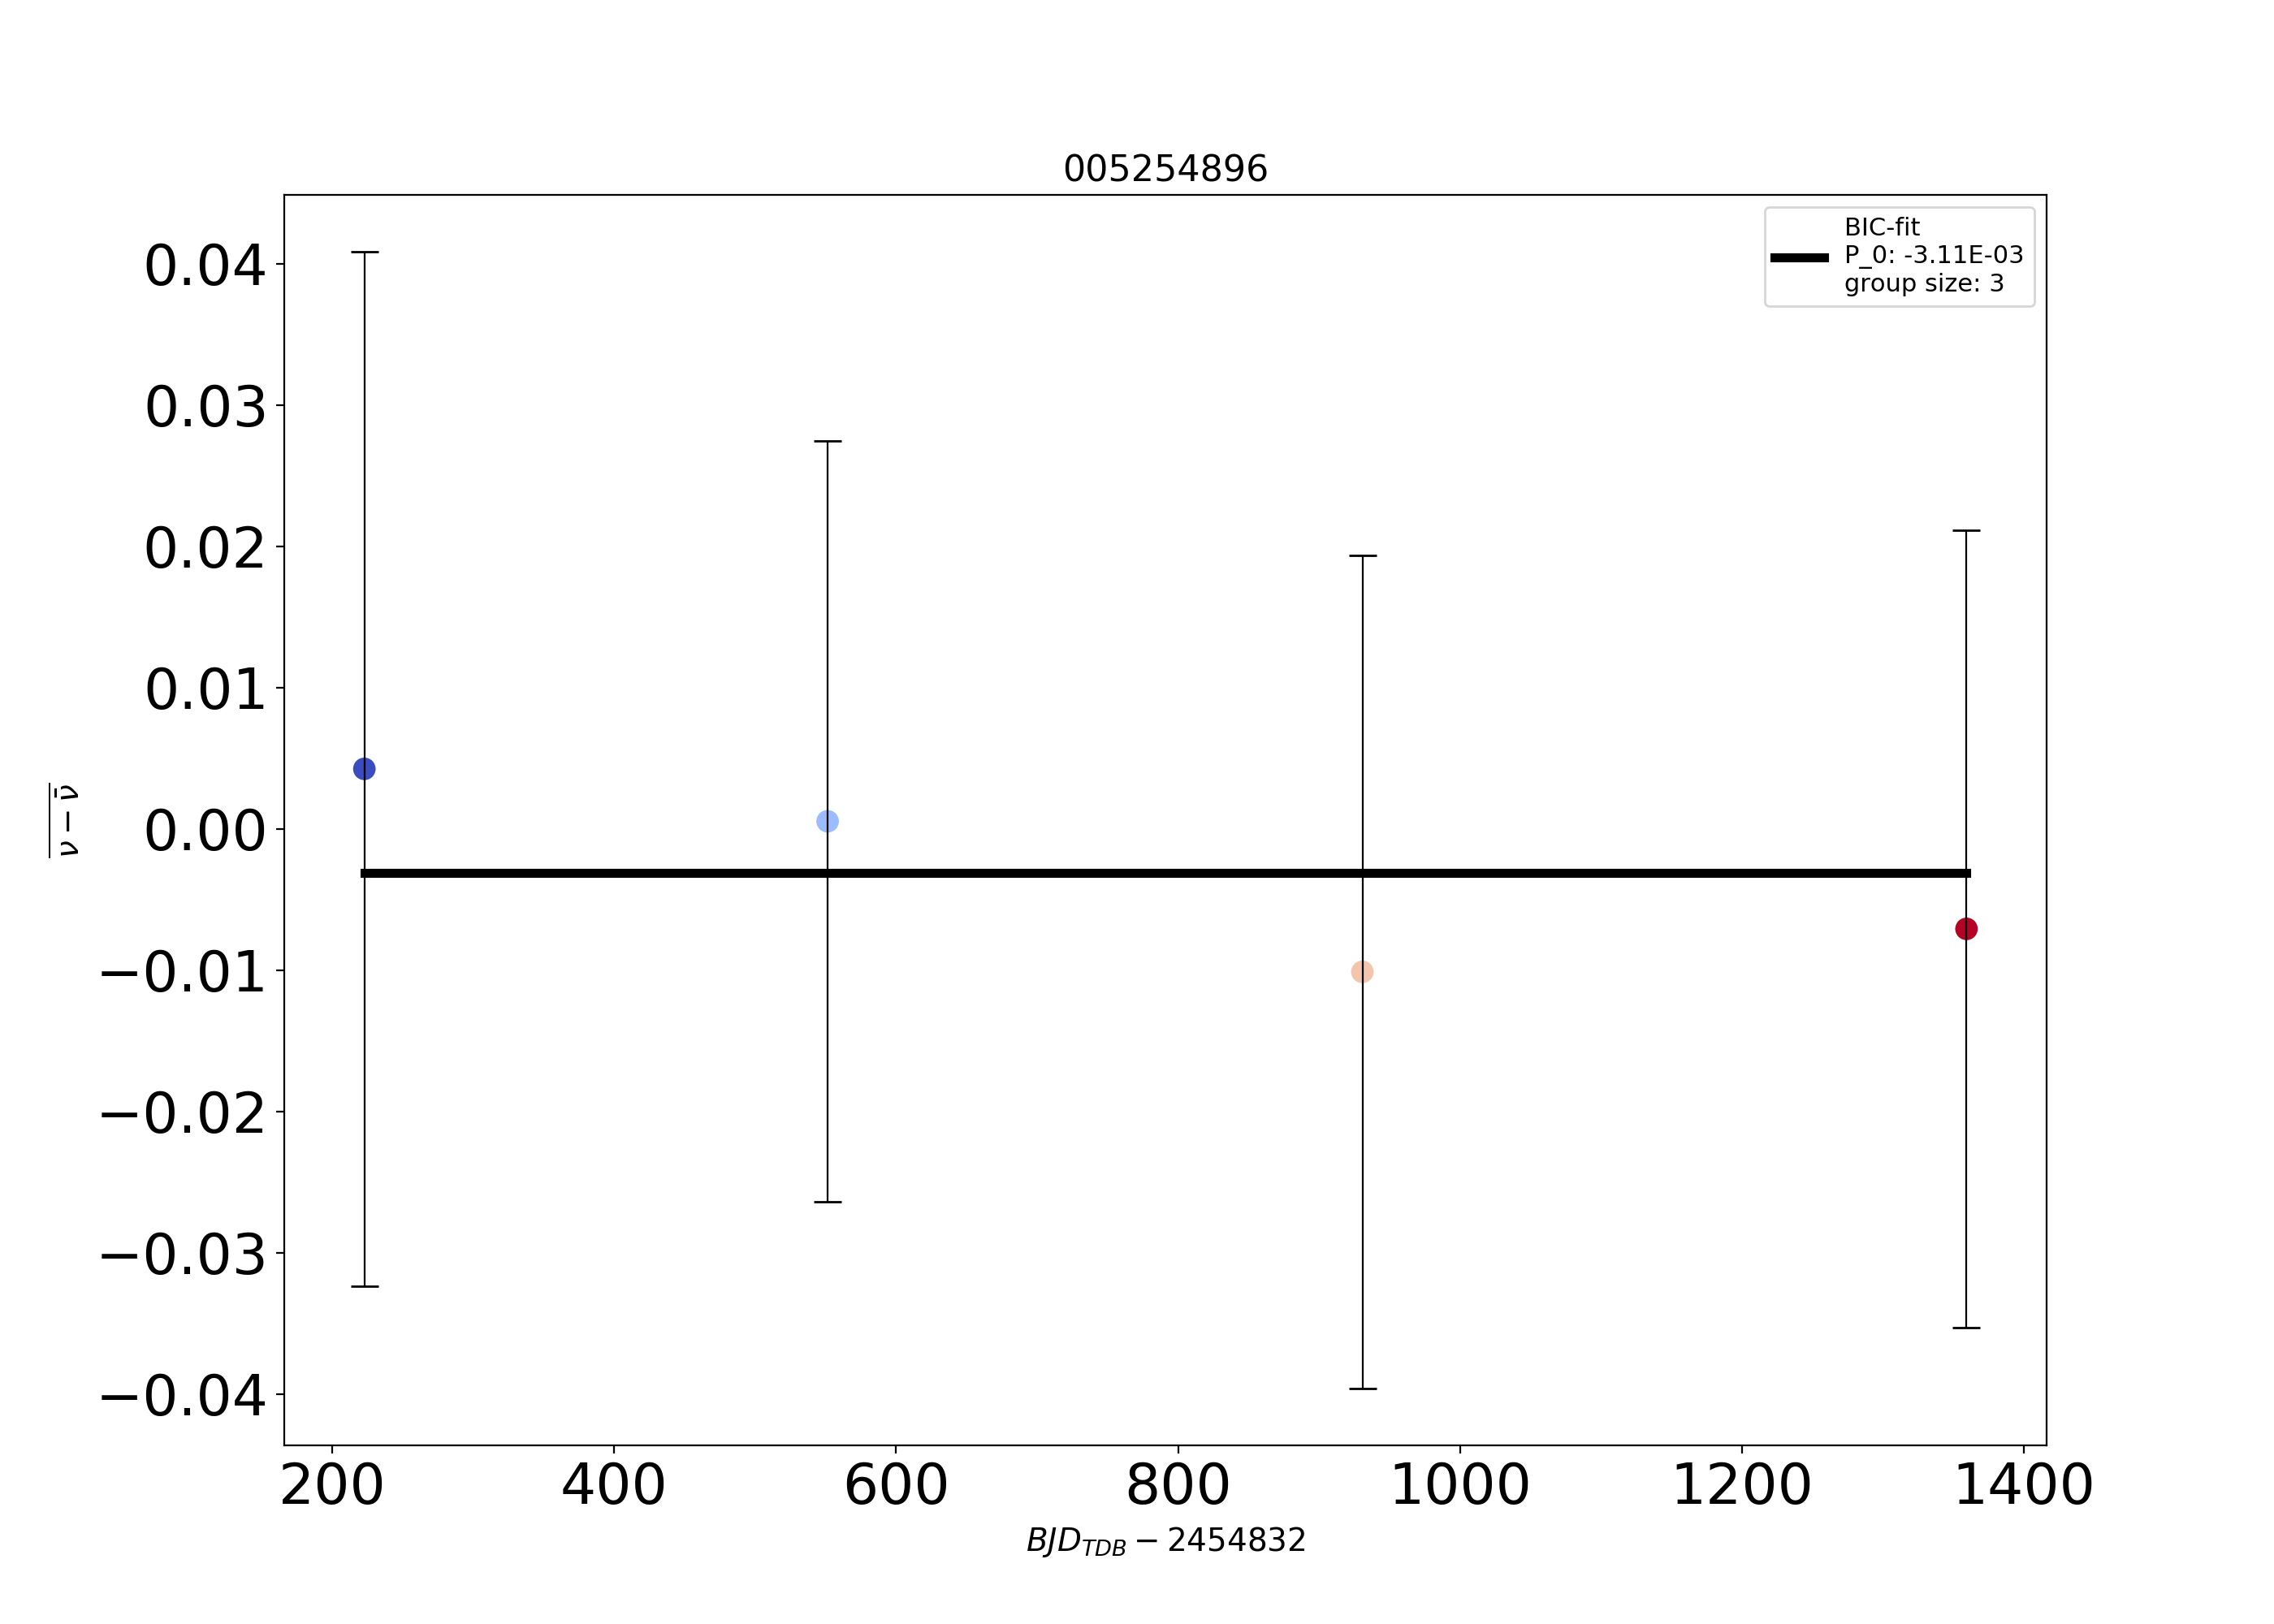 005254896
BIC-fit
P_0: -3.11E-03
group size: 3
0.04
0.03
0.02
0.01
0.00
−0.01
−0.02
−0.03
−0.04
ν − ν̄
200 400 600 800 1000 1200 1400
BJD_TDB − 2454832